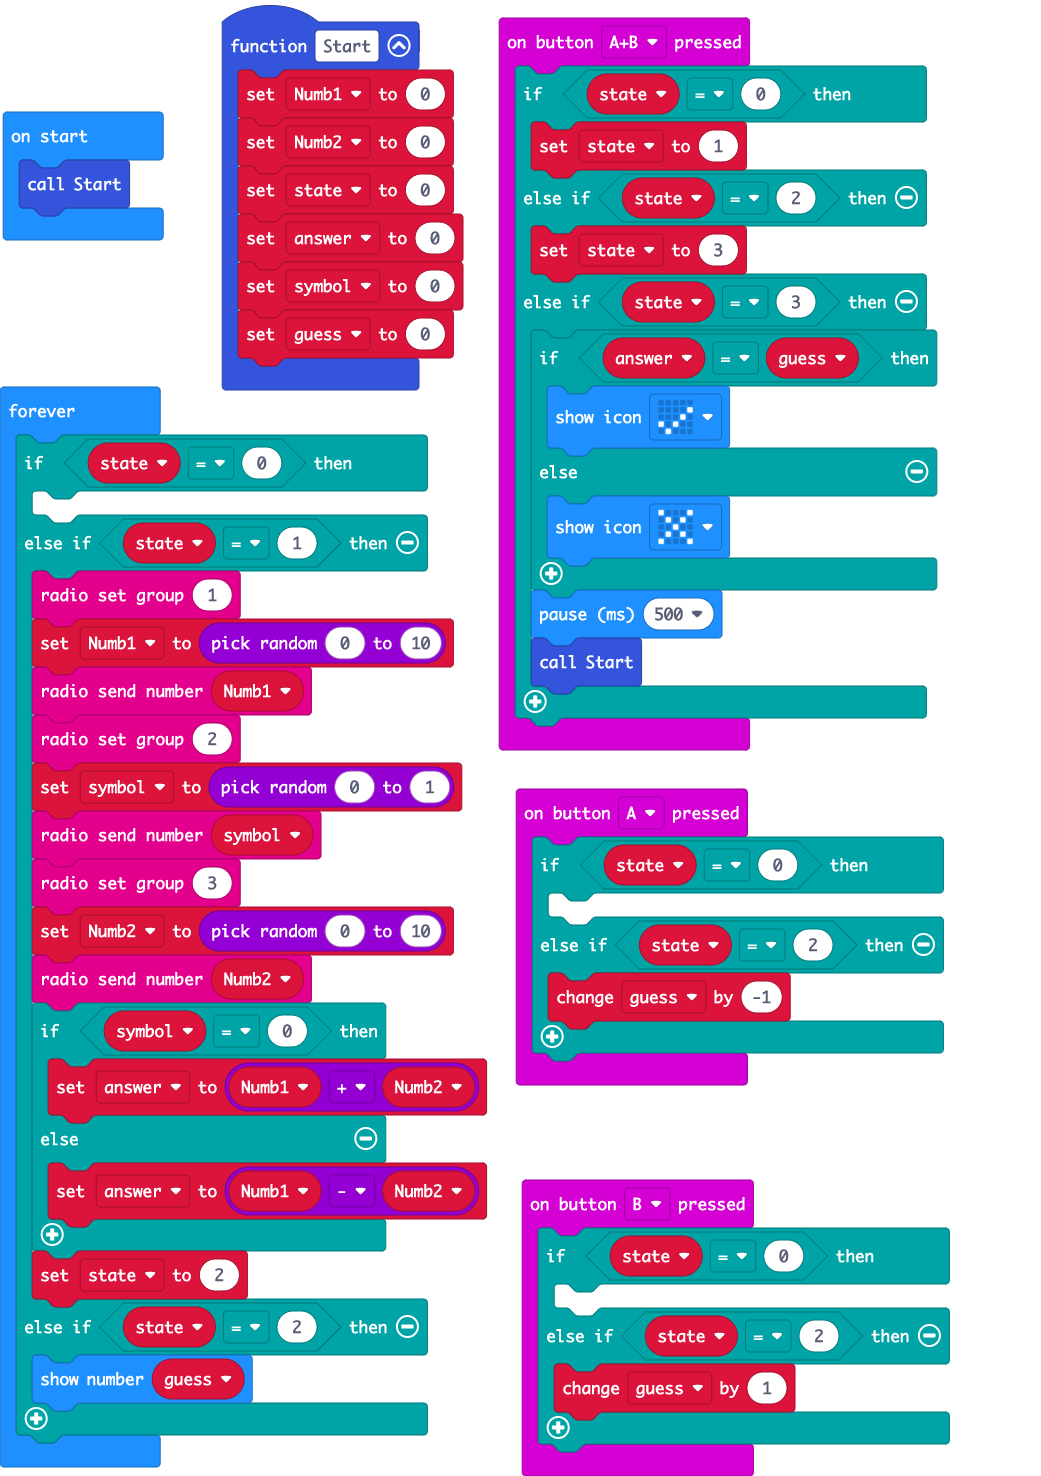 on start
call Start
function Start
set Numb1 to 0
set Numb2 to 0
set state to 0
set answer to 0
set symbol to 0
set guess to 0
forever
if state = 0 then
else if state = 1 then
radio set group 1
set Numb1 to pick random 0 to 10
radio send number Numb1
radio set group 2
set symbol to pick random 0 to 1
radio send number symbol
radio set group 3
set Numb2 to pick random 0 to 10
radio send number Numb2
if symbol = 0 then
set answer to Numb1 + Numb2
else
set answer to Numb1 - Numb2
set state to 2
else if state = 2 then
show number guess
on button A+B pressed
if state = 0 then
set state to 1
else if state = 2 then
set state to 3
else if state = 3 then
if answer = guess then
show icon
else
show icon
pause (ms) 500
call Start
on button A pressed
if state = 0 then
else if state = 2 then
change guess by -1
on button B pressed
if state = 0 then
else if state = 2 then
change guess by 1